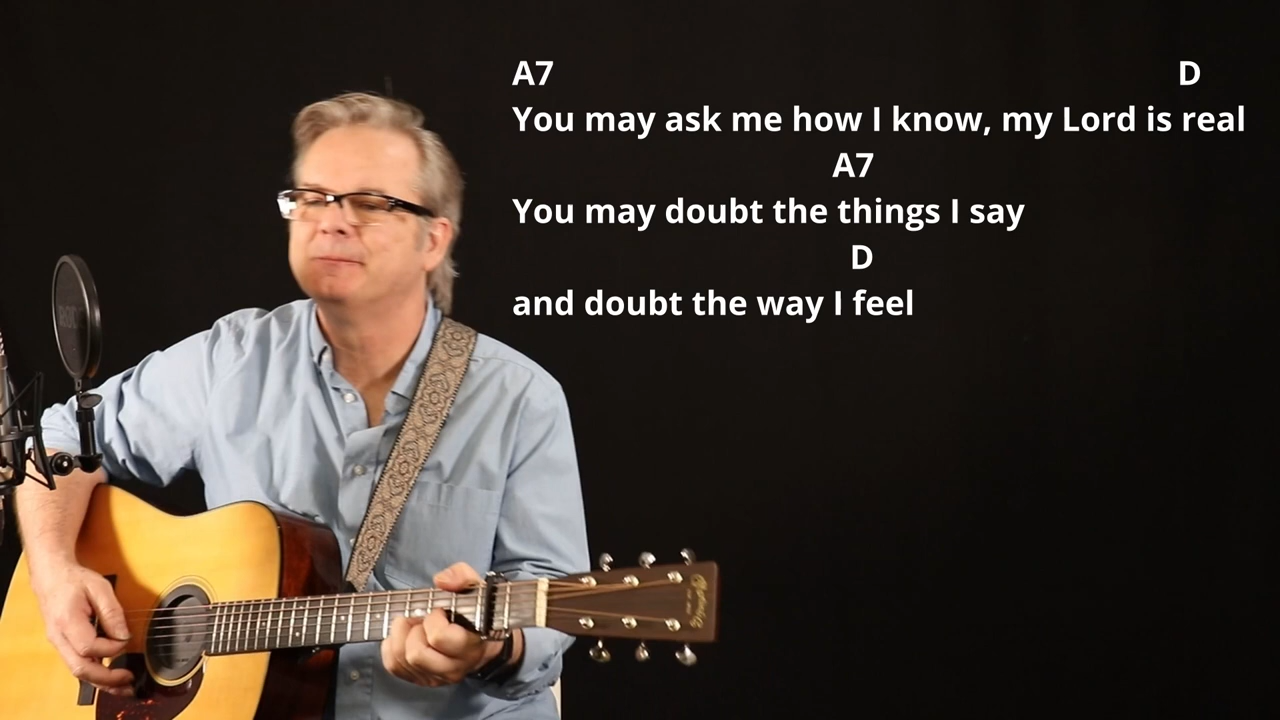 A7 D
You may ask me how I know, my Lord is real
A7
You may doubt the things I say
D
and doubt the way I feel